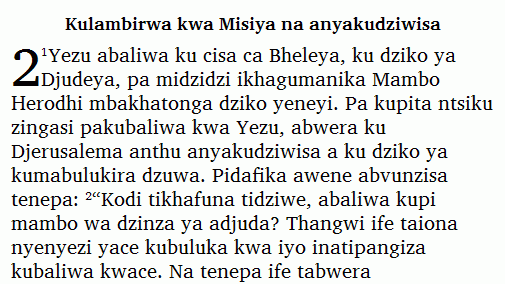 Kulambirwa kwa Misiya na anyakudziwisa
2 ¹Yezu abaliwa ku cisa ca Bheleya, ku dziko ya
Djudeya, pa midzidzi ikhagumanika Mambo
Herodhi mbakhatonga dziko yeneyi. Pa kupita ntsiku
zingasi pakubaliwa kwa Yezu, abwera ku
Djerusalema anthu anyakudziwisa a ku dziko ya
kumabulukira dzuwa. Pidafika awene abvunzisa
tenepa: ²“Kodi tikhafuna tidziwe, abaliwa kupi
mambo wa dzinza ya adjuda? Thangwi ife taiona
nyenyezi yace kubuluka kwa iyo inatipangiza
kubaliwa kwace. Na tenepa ife tabwera